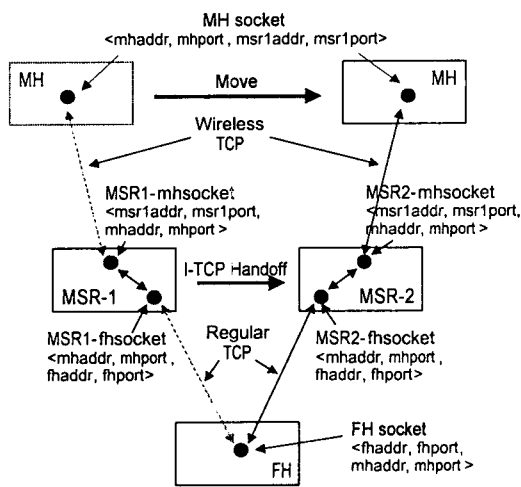 MH socket
<mhaddr, mhport , msr1addr, msr1port>
MH
Move
MH
Wireless
TCP
MSR1-mhsocket
<msr1addr, msr1port,
mhaddr, mhport >
MSR2-mhsocket
<msr1addr, msr1port,
mhaddr, mhport >
MSR-1
I-TCP Handoff
MSR-2
MSR1-fhsocket
<mhaddr, mhport ,
fhaddr, fhport>
Regular
TCP
MSR2-fhsocket
<mhaddr, mhport ,
fhaddr, fhport>
FH socket
<fhaddr, fhport,
mhaddr, mhport >
FH